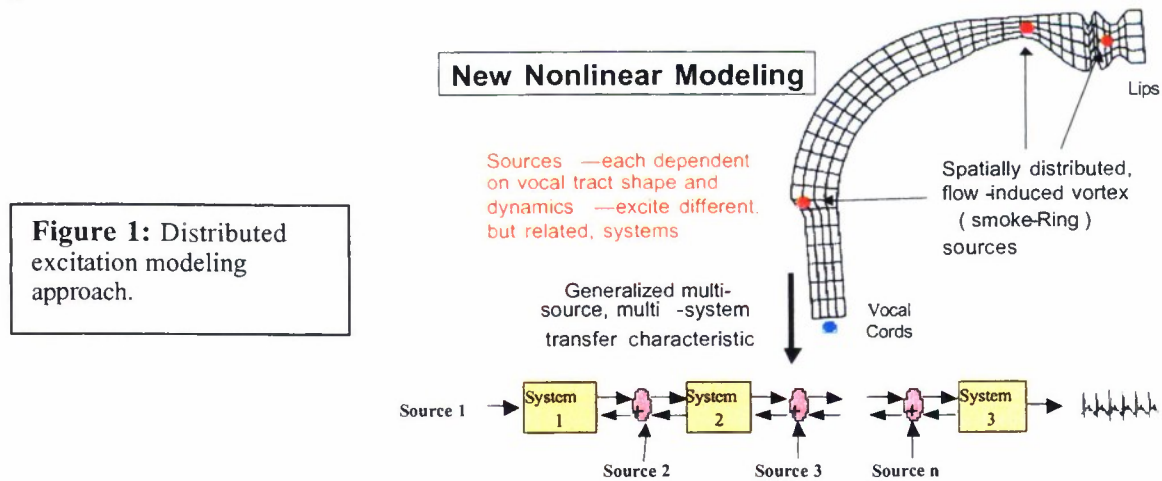 New Nonlinear Modeling
Lips
Sources —each dependent
on vocal tract shape and
dynamics —excite different.
but related, systems
Spatially distributed,
flow -induced vortex
( smoke-Ring )
sources
Figure 1: Distributed
excitation modeling
approach.
Generalized multi-
source, multi -system
transfer characteristic
Vocal
Cords
Source 1
System
1
+
System
2
+
+
System
3
Source 2
Source 3
Source n